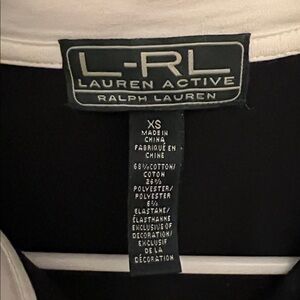 L-RL
LAUREN ACTIVE
RALPH LAUREN
XS
MADE IN
CHINA
FABRIQUÉ EN
CHINE
68%COTTON/
COTON
26%
POLYESTER/
POLYESTER
6%
ELASTANE/
ELASTHANNE
EXCLUSIVE OF
DECORATION/
EXCLUSIF
DE LA
DÉCORATION